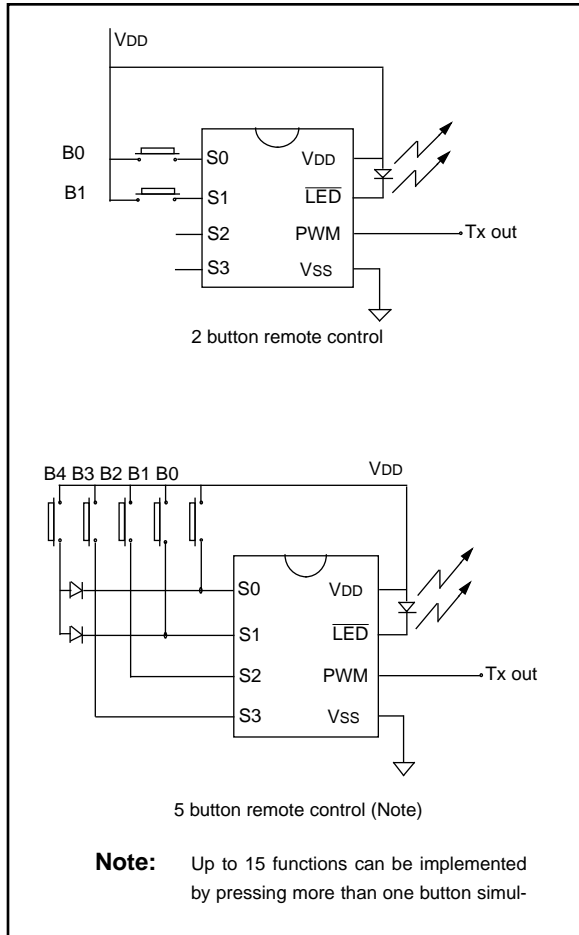 VDD
B0
S0
VDD
B1
S1
LED
S2
PWM
Tx out
S3
VSS
2 button remote control
B4 B3 B2 B1 B0
VDD
S0
VDD
S1
LED
S2
PWM
Tx out
S3
VSS
5 button remote control (Note)
Note: Up to 15 functions can be implemented
by pressing more than one button simul-